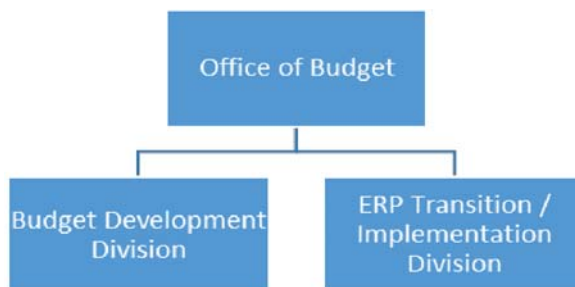 Office of Budget
Budget Development
Division
ERP Transition /
Implementation
Division